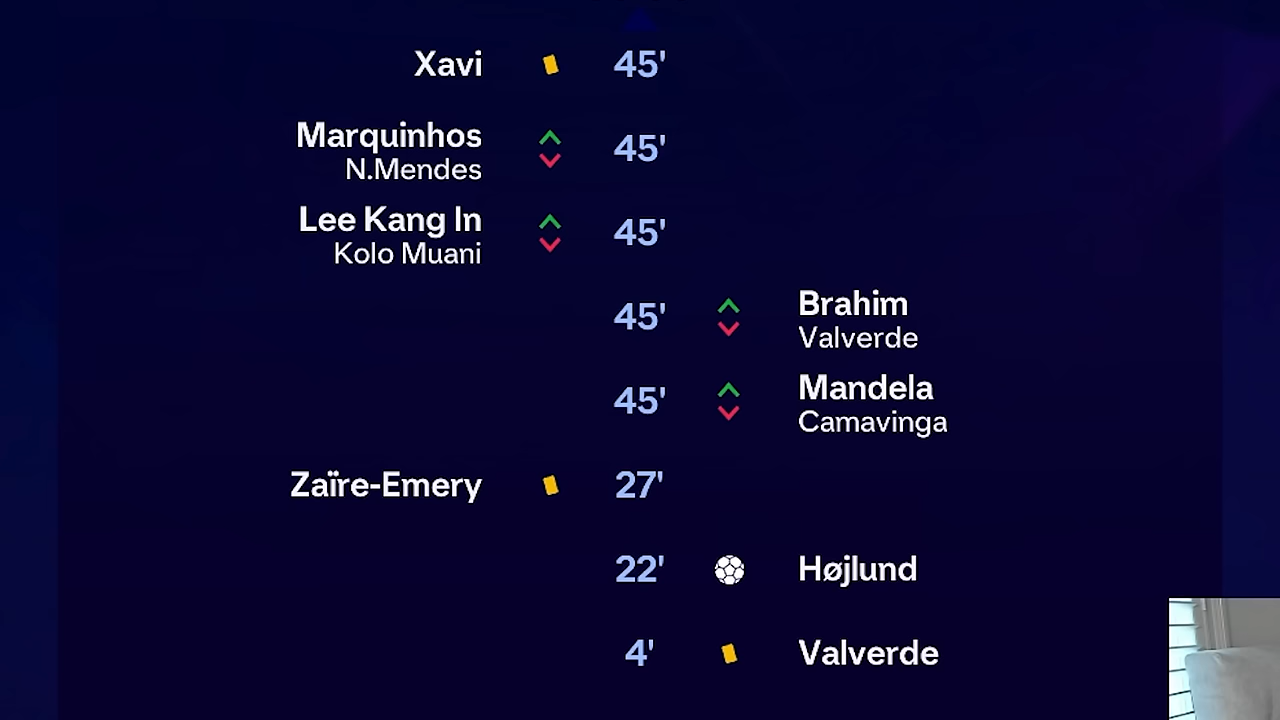 Xavi 45'
Marquinhos 45'
N.Mendes
Lee Kang In 45'
Kolo Muani
45' Brahim
Valverde
45' Mandela
Camavinga
Zaïre-Emery 27'
22' Højlund
4' Valverde